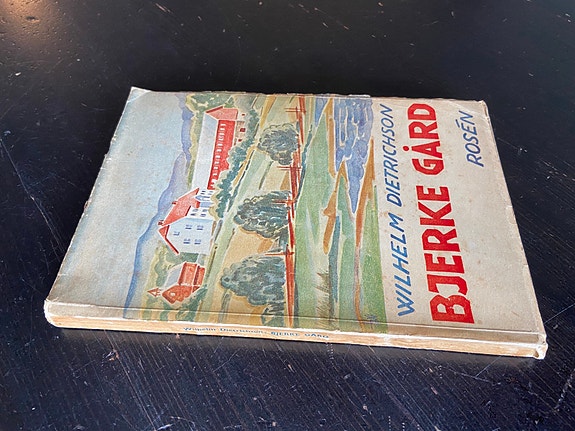 WILHELM DIETRICHSON
BJERKE GÅRD
ROSÉN
Wilhelm Dietrichson: BJERKE GÅRD